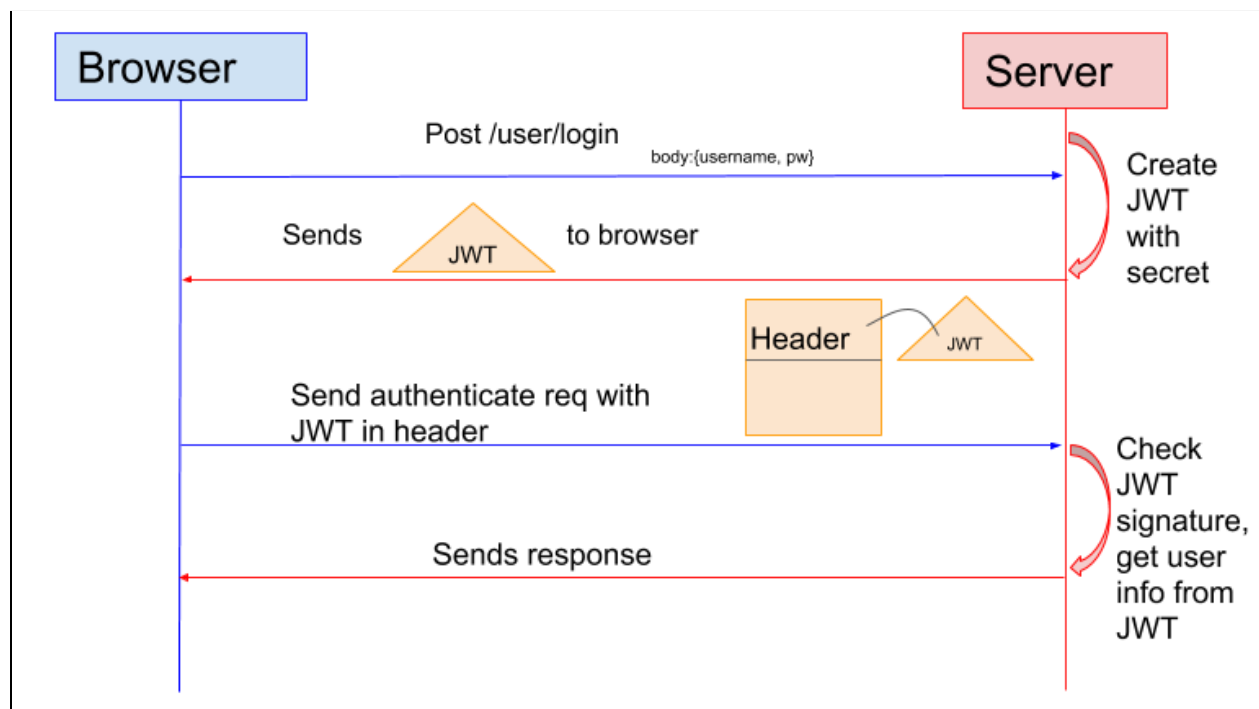 Browser
Server
Post /user/login
body:{username, pw}
Create
JWT
with
secret
Sends
JWT
to browser
Header
JWT
Send authenticate req with
JWT in header
Check
JWT
signature,
get user
info from
JWT
Sends response